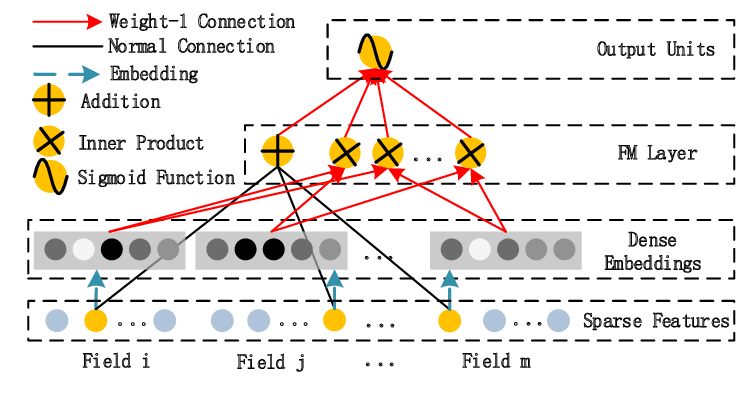 Weight-1 Connection
Normal Connection
Embedding
Addition
Inner Product
Sigmoid Function
Output Units
FM Layer
...
Dense
Embeddings
...
Sparse Features
... ... ... ...
Field i Field j ... Field m